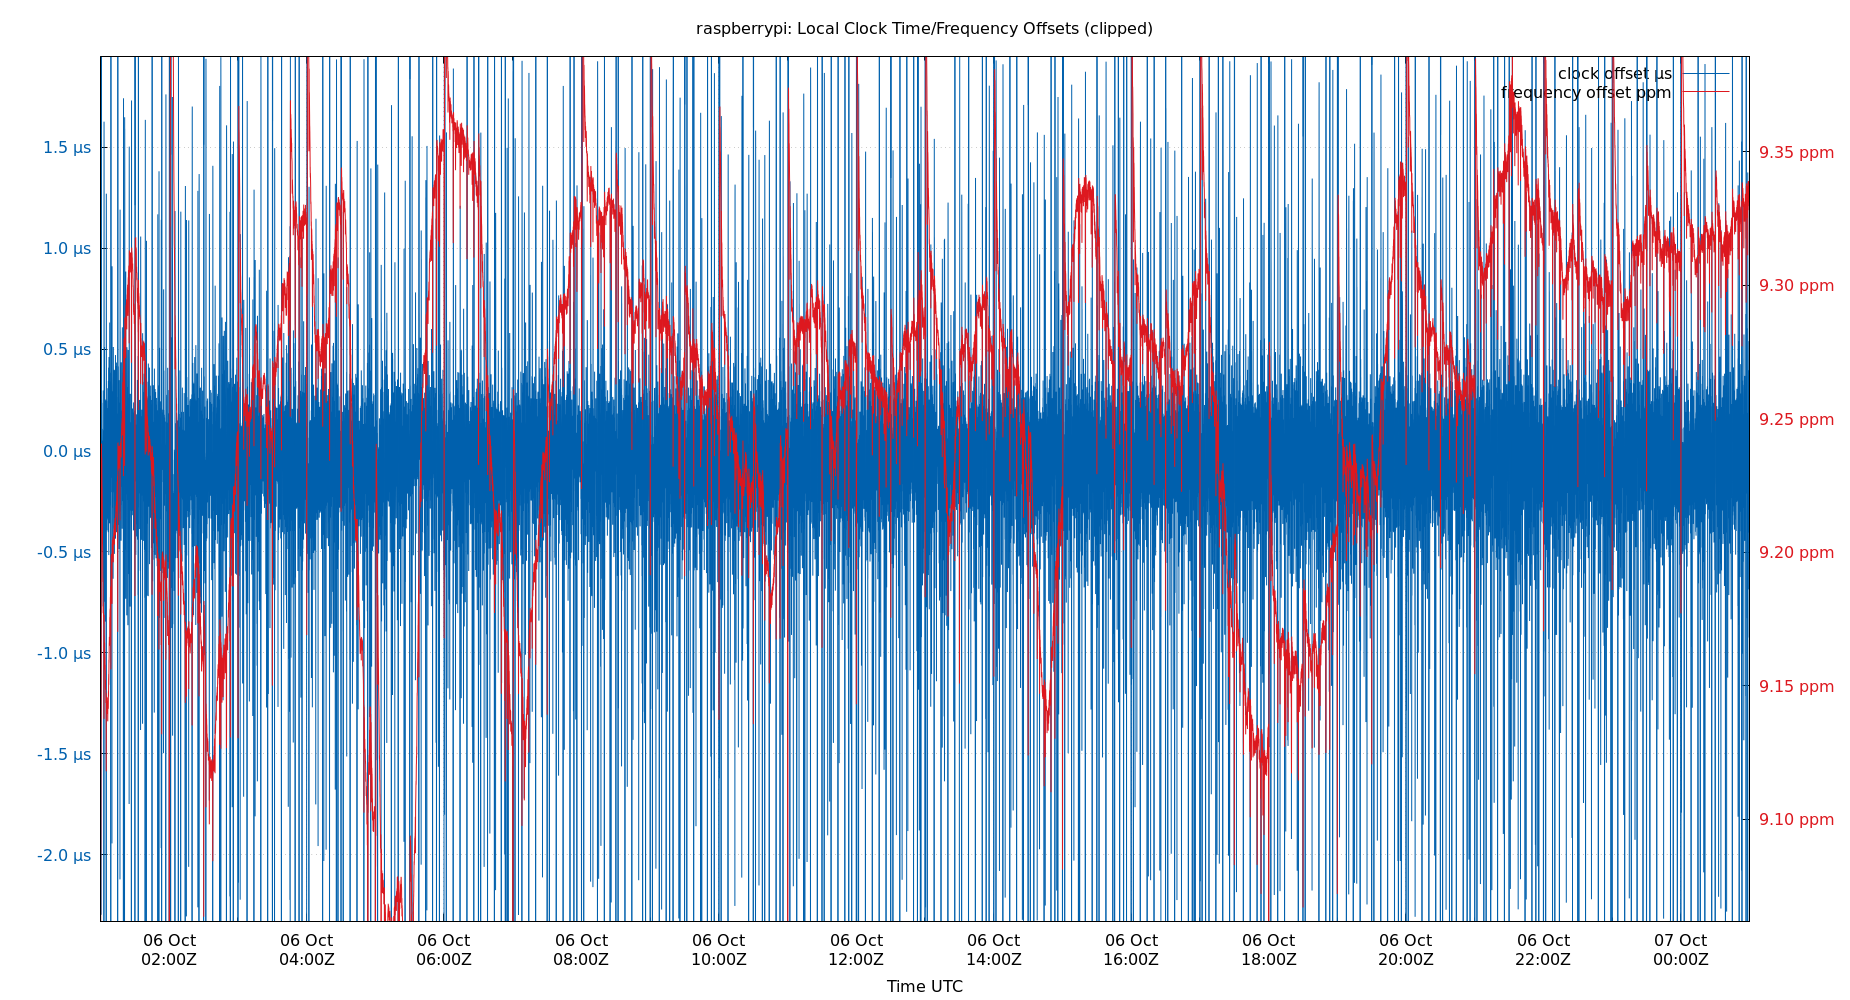 raspberrypi: Local Clock Time/Frequency Offsets (clipped)
clock offset µs
frequency offset ppm
1.5 µs
1.0 µs
0.5 µs
0.0 µs
-0.5 µs
-1.0 µs
-1.5 µs
-2.0 µs
9.35 ppm
9.30 ppm
9.25 ppm
9.20 ppm
9.15 ppm
9.10 ppm
06 Oct 06 Oct 06 Oct 06 Oct 06 Oct 06 Oct 06 Oct 06 Oct 06 Oct 06 Oct 06 Oct 07 Oct
02:00Z 04:00Z 06:00Z 08:00Z 10:00Z 12:00Z 14:00Z 16:00Z 18:00Z 20:00Z 22:00Z 00:00Z
Time UTC